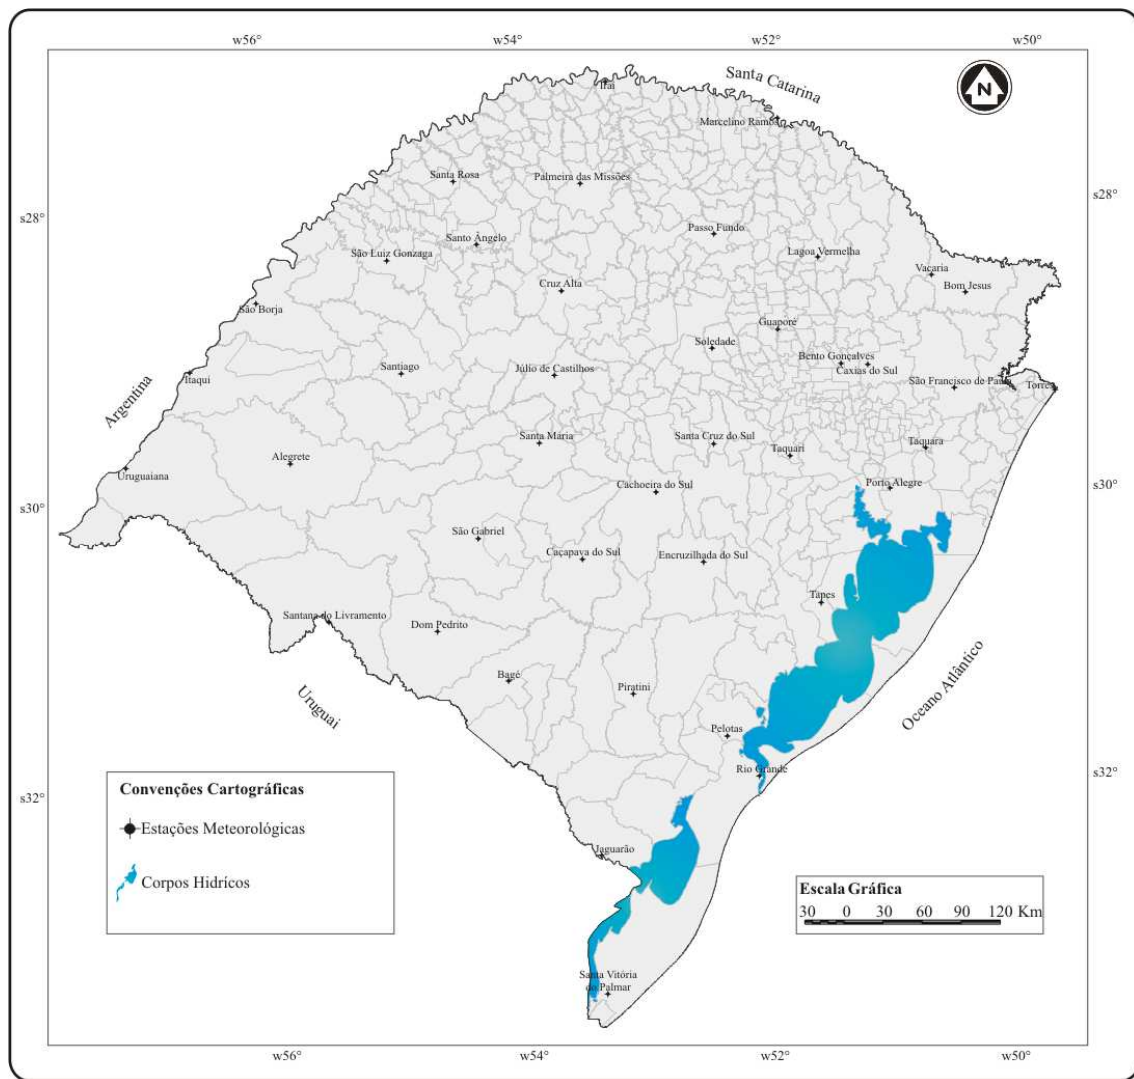 w56°
w54°
w52°
w50°
Santa Catarina
N
Iraí
Marcelino Ramos
Santa Rosa
Palmeira das Missões
s28°
s28°
Passo Fundo
Santo Ângelo
São Luiz Gonzaga
Lagoa Vermelha
Vacaria
Bom Jesus
Cruz Alta
São Borja
Guaporé
Soledade
Bento Gonçalves
Caxias do Sul
Santiago
Júlio de Castilhos
Itaqui
São Francisco de Paula
Torres
Argentina
Santa Maria
Santa Cruz do Sul
Taquara
Taquari
Alegrete
Uruguaiana
Cachoeira do Sul
Porto Alegre
s30°
s30°
São Gabriel
Caçapava do Sul
Encruzilhada do Sul
Tapes
Santana do Livramento
Dom Pedrito
Bagé
Piratini
Oceano Atlântico
Uruguai
Pelotas
Rio Grande
s32°
s32°
Convenções Cartográficas
Estações Meteorológicas
Corpos Hidrícos
Jaguarão
Escala Gráfica
30 0 30 60 90 120 Km
Santa Vitória
do Palmar
w56°
w54°
w52°
w50°